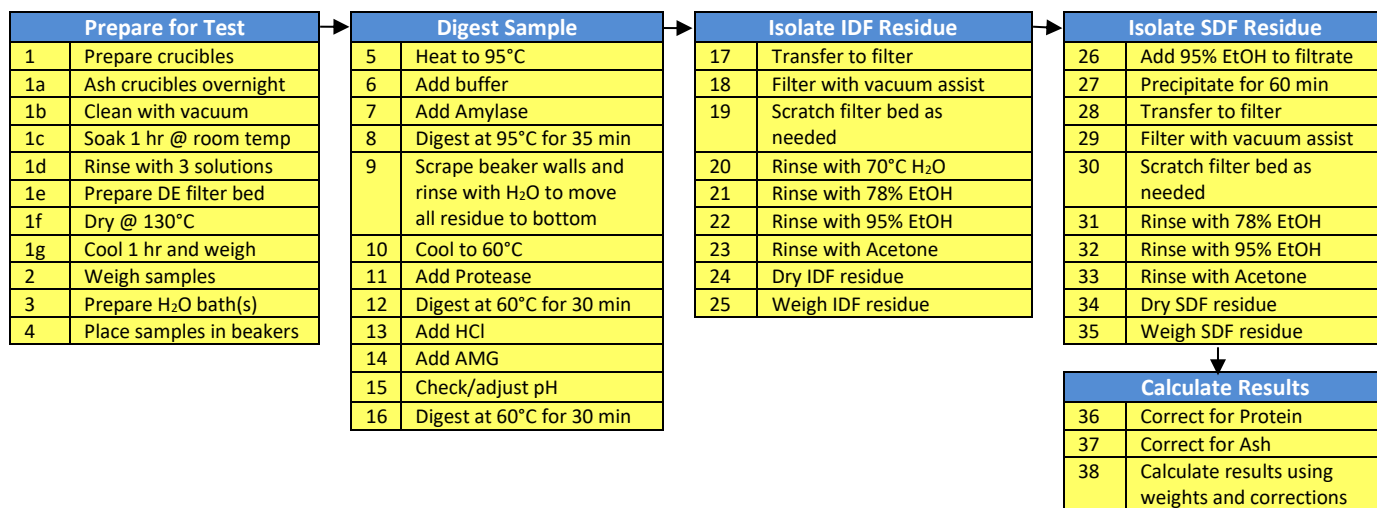 Prepare for Test
1 Prepare crucibles
1a Ash crucibles overnight
1b Clean with vacuum
1c Soak 1 hr @ room temp
1d Rinse with 3 solutions
1e Prepare DE filter bed
1f Dry @ 130°C
1g Cool 1 hr and weigh
2 Weigh samples
3 Prepare H₂O bath(s)
4 Place samples in beakers
Digest Sample
5 Heat to 95°C
6 Add buffer
7 Add Amylase
8 Digest at 95°C for 35 min
9 Scrape beaker walls and
rinse with H₂O to move
all residue to bottom
10 Cool to 60°C
11 Add Protease
12 Digest at 60°C for 30 min
13 Add HCl
14 Add AMG
15 Check/adjust pH
16 Digest at 60°C for 30 min
Isolate IDF Residue
17 Transfer to filter
18 Filter with vacuum assist
19 Scratch filter bed as
needed
20 Rinse with 70°C H₂O
21 Rinse with 78% EtOH
22 Rinse with 95% EtOH
23 Rinse with Acetone
24 Dry IDF residue
25 Weigh IDF residue
Isolate SDF Residue
26 Add 95% EtOH to filtrate
27 Precipitate for 60 min
28 Transfer to filter
29 Filter with vacuum assist
30 Scratch filter bed as
needed
31 Rinse with 78% EtOH
32 Rinse with 95% EtOH
33 Rinse with Acetone
34 Dry SDF residue
35 Weigh SDF residue
Calculate Results
36 Correct for Protein
37 Correct for Ash
38 Calculate results using
weights and corrections